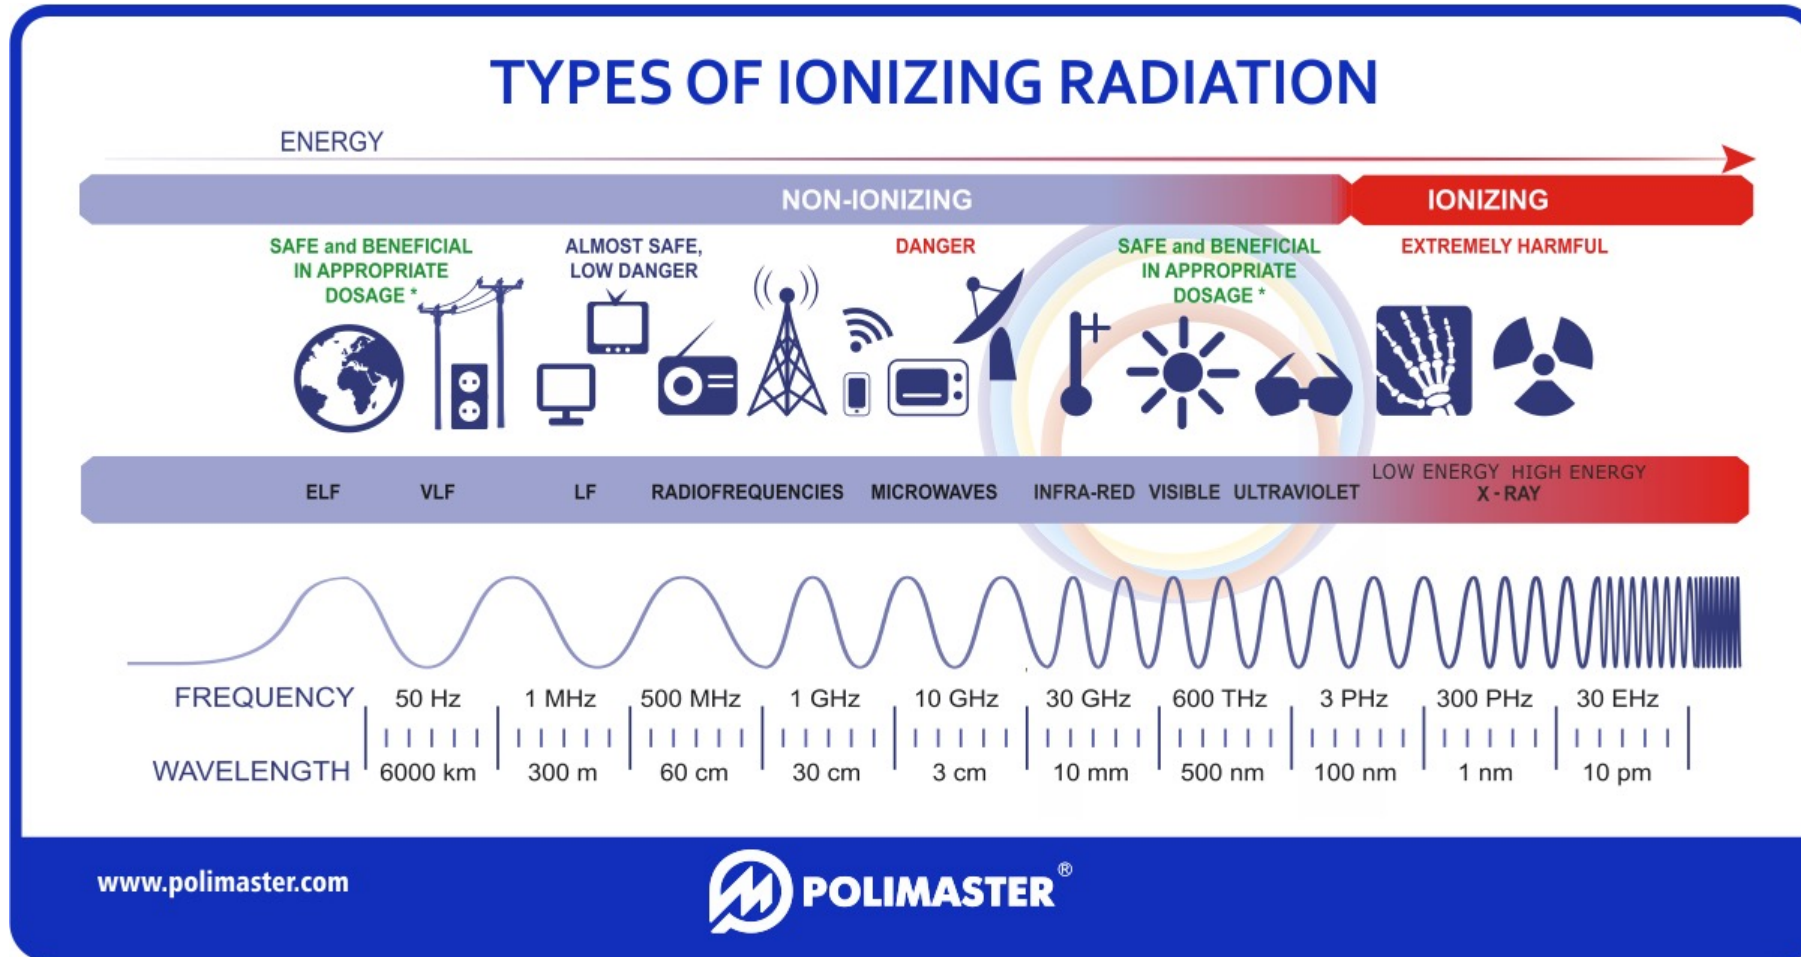 TYPES OF IONIZING RADIATION
ENERGY
NON-IONIZING
IONIZING
SAFE and BENEFICIAL
IN APPROPRIATE
DOSAGE *
ALMOST SAFE,
LOW DANGER
DANGER
SAFE and BENEFICIAL
IN APPROPRIATE
DOSAGE *
EXTREMELY HARMFUL
ELF VLF LF RADIOFREQUENCIES MICROWAVES INFRA-RED VISIBLE ULTRAVIOLET
LOW ENERGY HIGH ENERGY
X - RAY
FREQUENCY 50 Hz 1 MHz 500 MHz 1 GHz 10 GHz 30 GHz 600 THz 3 PHz 300 PHz 30 EHz
WAVELENGTH 6000 km 300 m 60 cm 30 cm 3 cm 10 mm 500 nm 100 nm 1 nm 10 pm
www.polimaster.com
POLIMASTER®